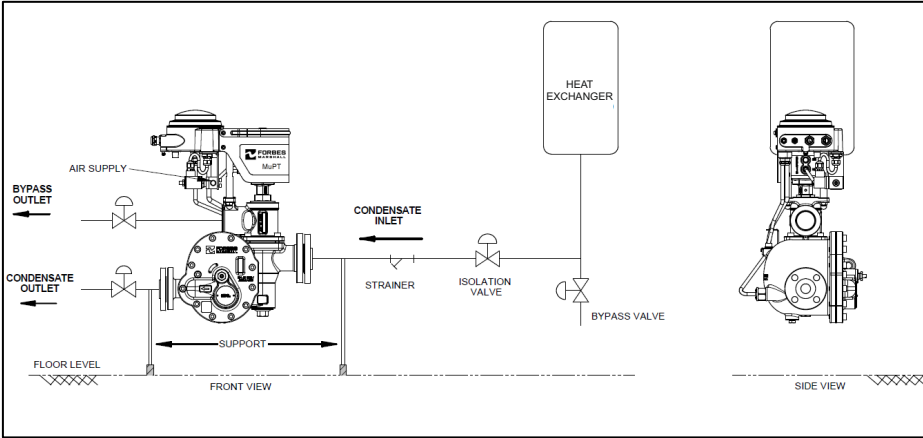 HEAT
EXCHANGER
FORBES
MARSHALL
MuPT
AIR SUPPLY
BYPASS
OUTLET
CONDENSATE
INLET
CONDENSATE
OUTLET
STRAINER
ISOLATION
VALVE
BYPASS VALVE
SUPPORT
FLOOR LEVEL
FRONT VIEW
SIDE VIEW